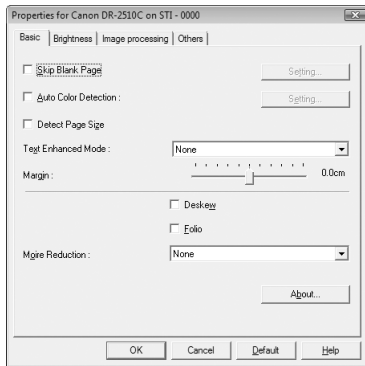 Properties for Canon DR-2510C on STI - 0000
Basic Brightness Image processing Others
Skip Blank Page Setting...
Auto Color Detection : Setting...
Detect Page Size
Text Enhanced Mode : None
Margin : 0.0cm
Deskew
Folio
Moire Reduction : None
About...
OK Cancel Default Help